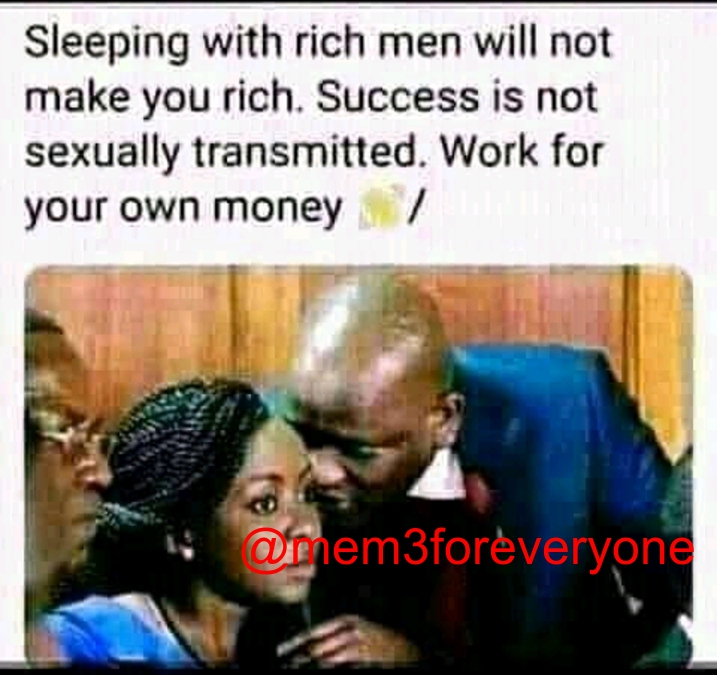 Sleeping with rich men will not
make you rich. Success is not
sexually transmitted. Work for
your own money /
@mem3foreveryone